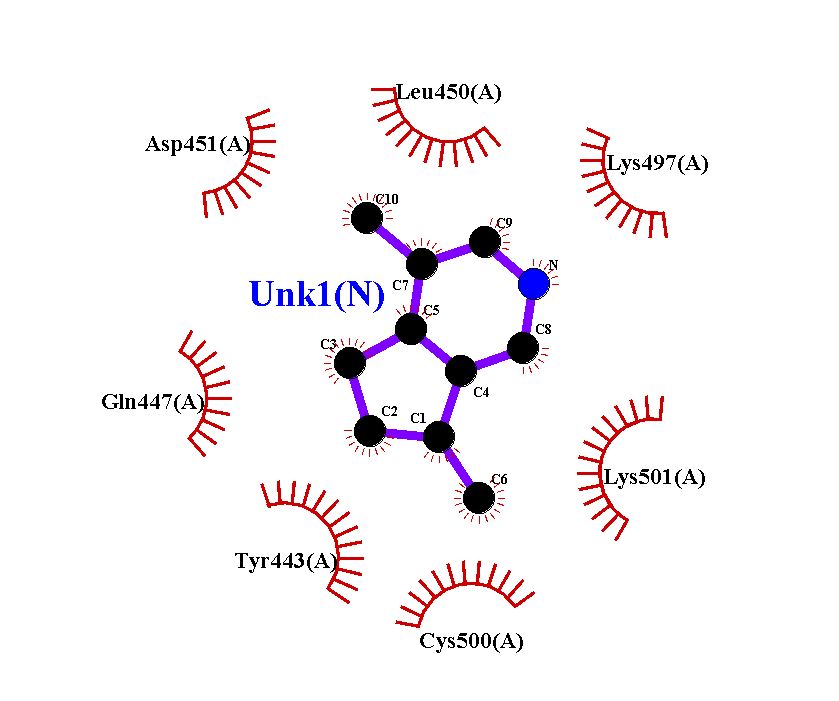 Leu450(A)
Asp451(A)
Lys497(A)
C10
C9
N
C7
Unk1(N)
C5
C8
C3
C4
Gln447(A)
C2
C1
C6
Lys501(A)
Tyr443(A)
Cys500(A)